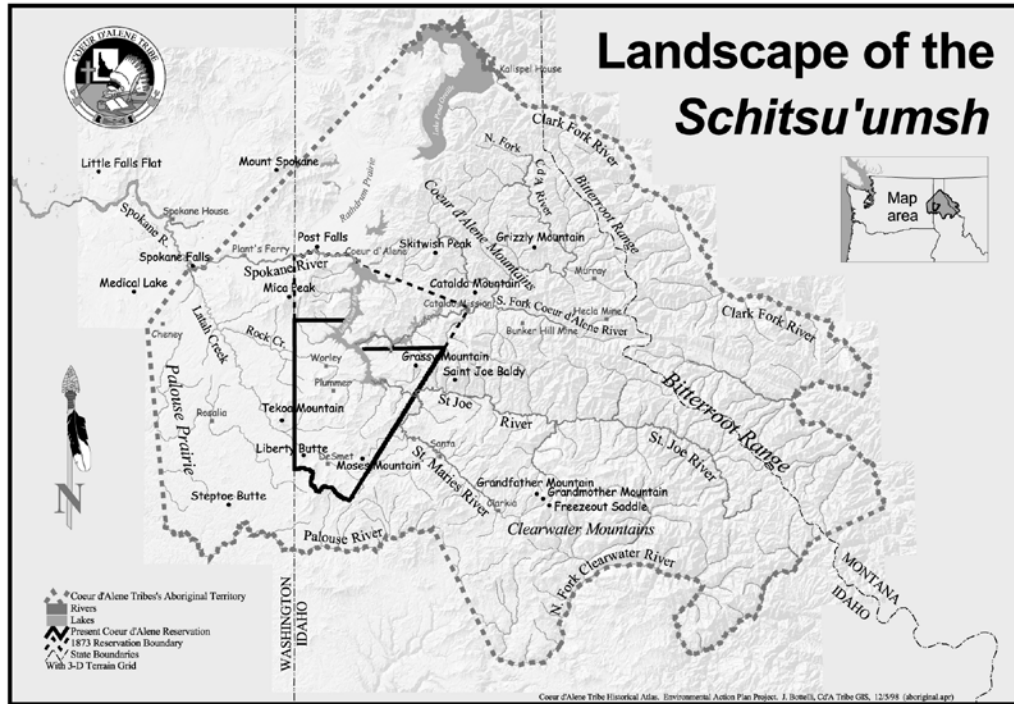 Landscape of the
Schitsu'umsh
COEUR D'ALENE TRIBE
Kalispel House
Clark Fork River
Little Falls Flat
Mount Spokane
N. Fork
Cd'A River
Bitterroot Range
Rathdrum Prairie
Coeur d'Alene Mountains
Map
area
Spokane R.
Spokane House
Plant's Ferry
Post Falls
Coeur d'Alene
Skitwish Peak
Grizzly Mountain
Spokane Falls
Spokane River
Murray
Medical Lake
Mica Peak
Cataldo Mountain
Cataldo Mission
S. Fork Coeur d'Alene River
Hecla Mine
Clark Fork River
Cheney
Latah Creek
Rock Cr.
Bunker Hill Mine
Worley
Grassy Mountain
Saint Joe Baldy
Palouse Prairie
Plummer
Bitterroot Range
Rosalia
Tekoa Mountain
St Joe
River
St. Joe River
Liberty Butte
DeSmet
Moses Mountain
Santa
St. Maries River
N
Steptoe Butte
Grandfather Mountain
Grandmother Mountain
Clarkia
Freezeout Saddle
Palouse River
Clearwater Mountains
N. Fork Clearwater River
MONTANA
IDAHO
WASHINGTON
IDAHO
Coeur d'Alene Tribes's Aboriginal Territory
Rivers
Lakes
Present Coeur d'Alene Reservation
1873 Reservation Boundary
State Boundaries
With 3-D Terrain Grid
Coeur d'Alene Tribe Historical Atlas. Environmental Action Plan Project. J. Bottelli, Cd'A Tribe GIS, 12/5/98 (aboriginal.apr)